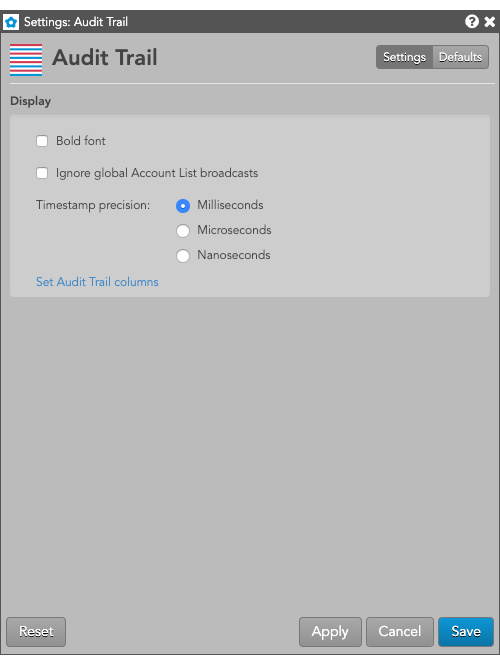 Settings: Audit Trail
Audit Trail
Settings Defaults
Display
Bold font
Ignore global Account List broadcasts
Timestamp precision: Milliseconds
Microseconds
Nanoseconds
Set Audit Trail columns
Reset Apply Cancel Save